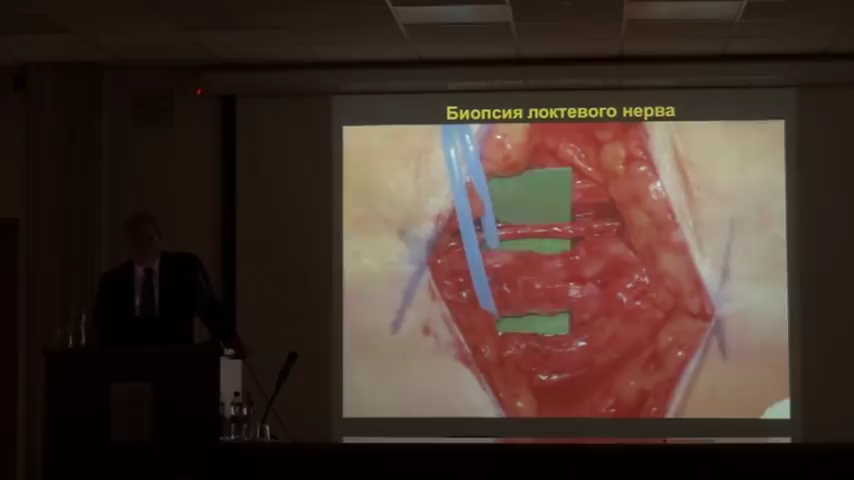 Биопсия локтевого нерва